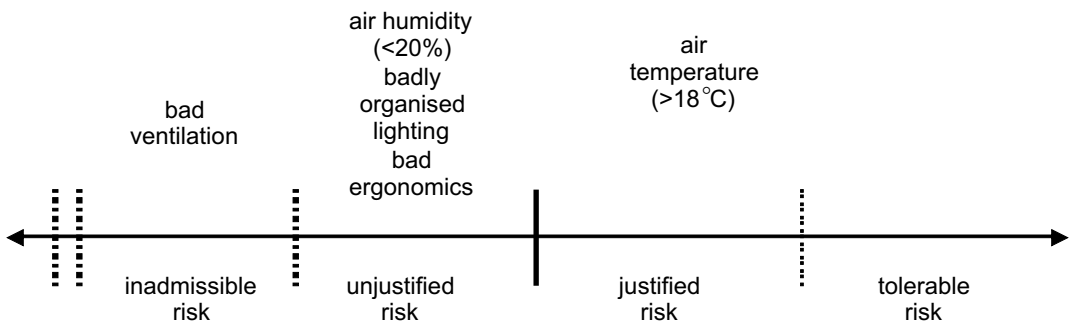 bad
ventilation
air humidity
(<20%)
badly
organised
lighting
bad
ergonomics
air
temperature
(>18°C)
inadmissible
risk
unjustified
risk
justified
risk
tolerable
risk